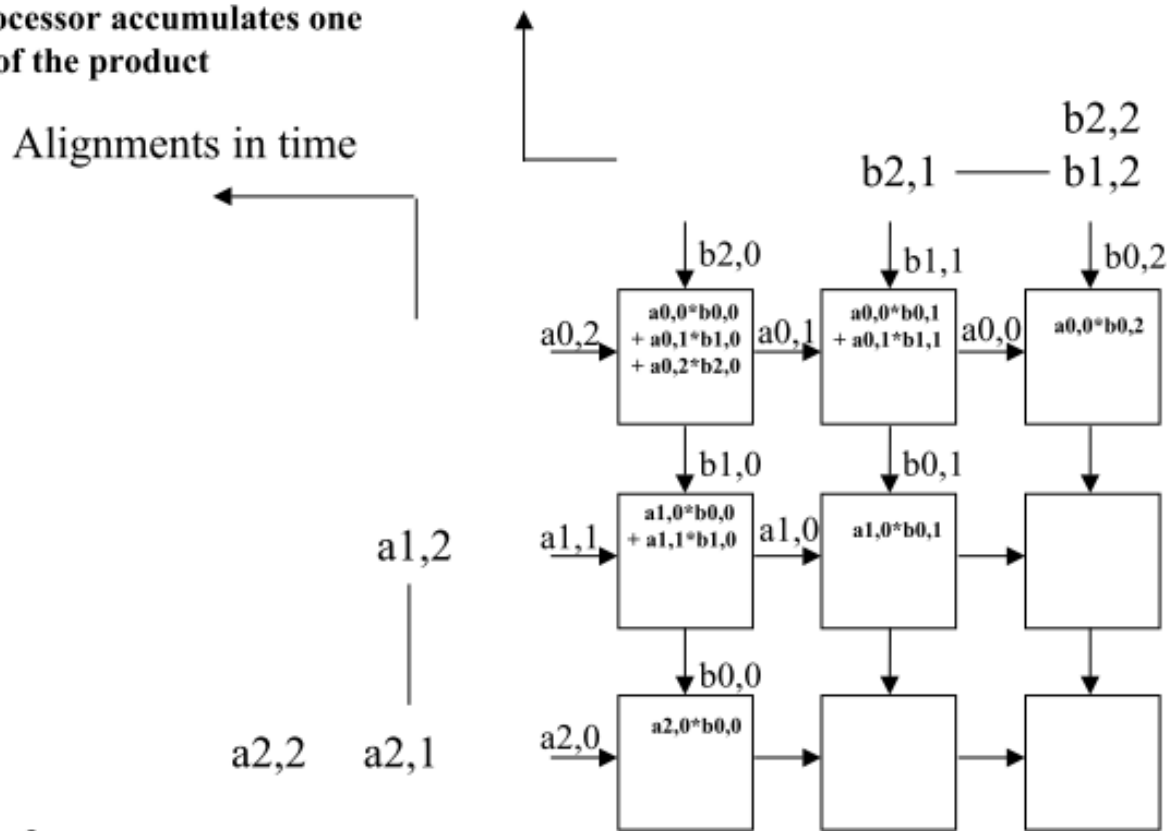 ocessor accumulates one
of the product
Alignments in time
b2,2
b2,1 b1,2
b2,0 b1,1 b0,2
a0,2
a0,0*b0,0
+ a0,1*b1,0
+ a0,2*b2,0
a0,1
a0,0*b0,1
+ a0,1*b1,1
a0,0
a0,0*b0,2
b1,0 b0,1
a1,2
a1,1
a1,0*b0,0
+ a1,1*b1,0
a1,0
a1,0*b0,1
b0,0
a2,2 a2,1
a2,0
a2,0*b0,0